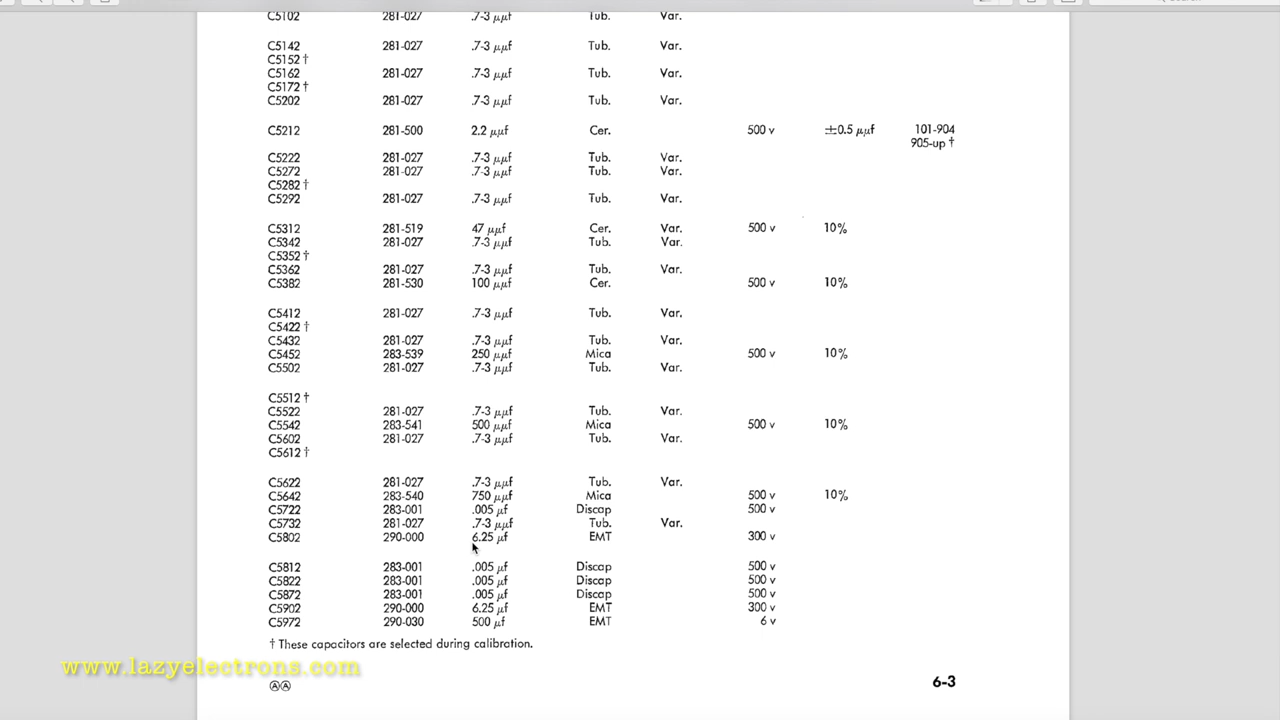 C5102 281-027 .7-3 μμf Tub. Var.
C5142 281-027 .7-3 μμf Tub. Var.
C5152 †
C5162 281-027 .7-3 μμf Tub. Var.
C5172 †
C5202 281-027 .7-3 μμf Tub. Var.
C5212 281-500 2.2 μμf Cer. 500 v ±0.5 μμf 101-904
905-up †
C5222 281-027 .7-3 μμf Tub. Var.
C5272 281-027 .7-3 μμf Tub. Var.
C5282 †
C5292 281-027 .7-3 μμf Tub. Var.
C5312 281-519 47 μμf Cer. Var. 500 v 10%
C5342 281-027 .7-3 μμf Tub. Var.
C5352 †
C5362 281-027 .7-3 μμf Tub. Var.
C5382 281-530 100 μμf Cer. 500 v 10%
C5412 281-027 .7-3 μμf Tub. Var.
C5422 †
C5432 281-027 .7-3 μμf Tub. Var.
C5452 283-539 250 μμf Mica 500 v 10%
C5502 281-027 .7-3 μμf Tub. Var.
C5512 †
C5522 281-027 .7-3 μμf Tub. Var.
C5542 283-541 500 μμf Mica 500 v 10%
C5602 281-027 .7-3 μμf Tub. Var.
C5612 †
C5622 281-027 .7-3 μμf Tub. Var.
C5642 283-540 750 μμf Mica 500 v 10%
C5722 283-001 .005 μf Discap 500 v
C5732 281-027 .7-3 μμf Tub. Var.
C5802 290-000 6.25 μf EMT 300 v
C5812 283-001 .005 μf Discap 500 v
C5822 283-001 .005 μf Discap 500 v
C5872 283-001 .005 μf Discap 500 v
C5902 290-000 6.25 μf EMT 300 v
C5972 290-030 500 μf EMT 6 v
† These capacitors are selected during calibration.
www.lazyelectrons.com
ⒶⒶ 6-3